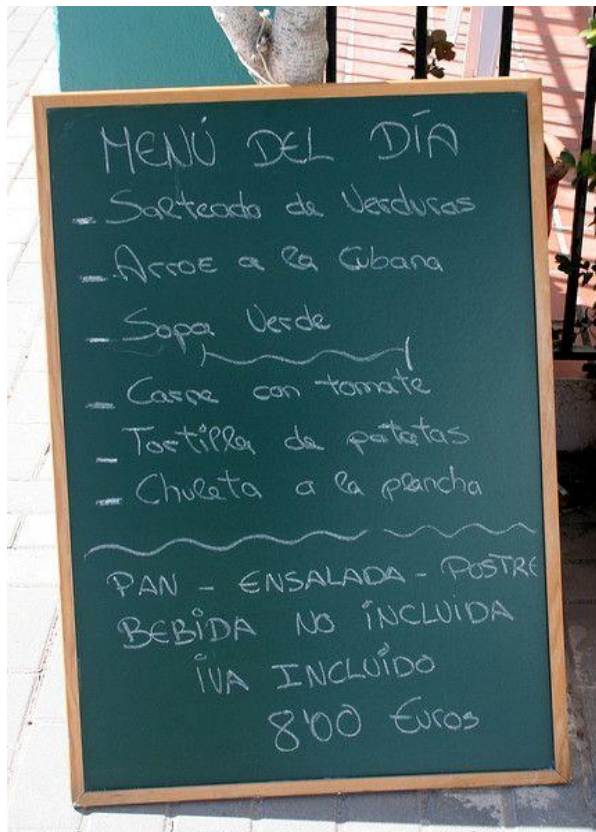 MENÚ DEL DÍA
- Salteado de Verduras
- Arroz a la Cubana
- Sopa Verde
- Carne con tomate
- Tortilla de patatas
- Chuleta a la plancha
PAN - ENSALADA - POSTRE
BEBIDA NO INCLUIDA
IVA INCLUÍDO
8'00 Euros